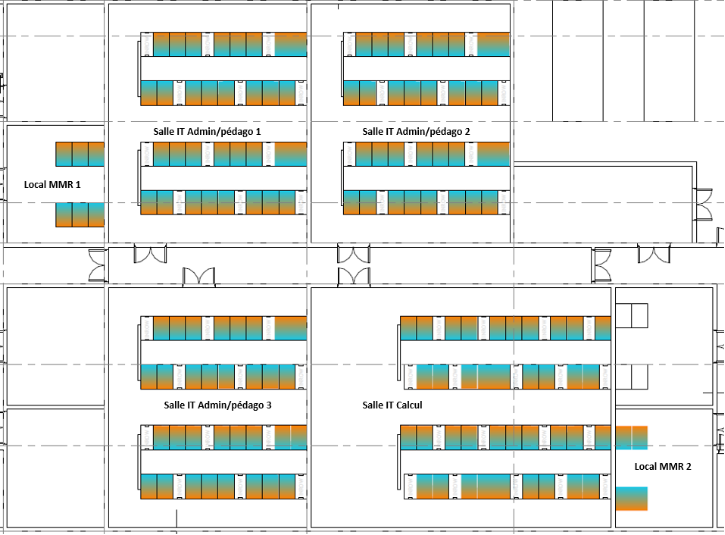 Salle IT Admin/pédago 1
Salle IT Admin/pédago 2
Local MMR 1
Salle IT Admin/pédago 3
Salle IT Calcul
Local MMR 2